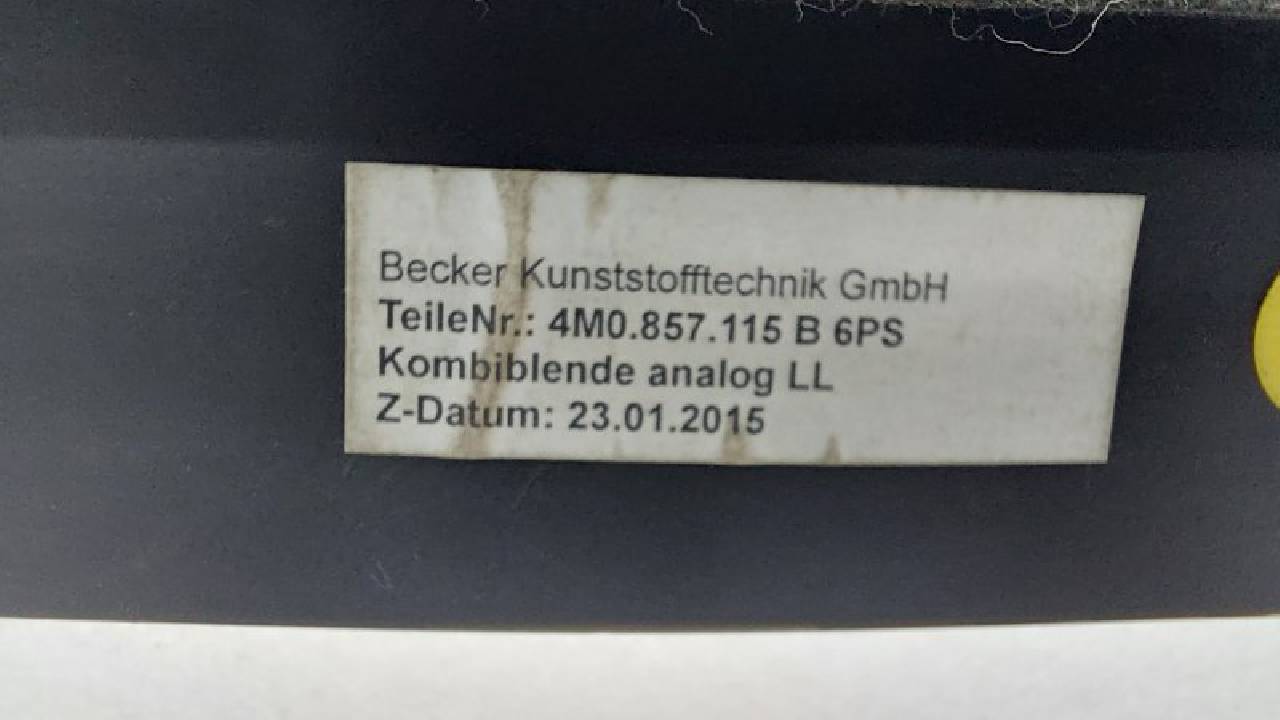 Becker Kunststofftechnik GmbH
TeileNr.: 4M0.857.115 B 6PS
Kombiblende analog LL
Z-Datum: 23.01.2015